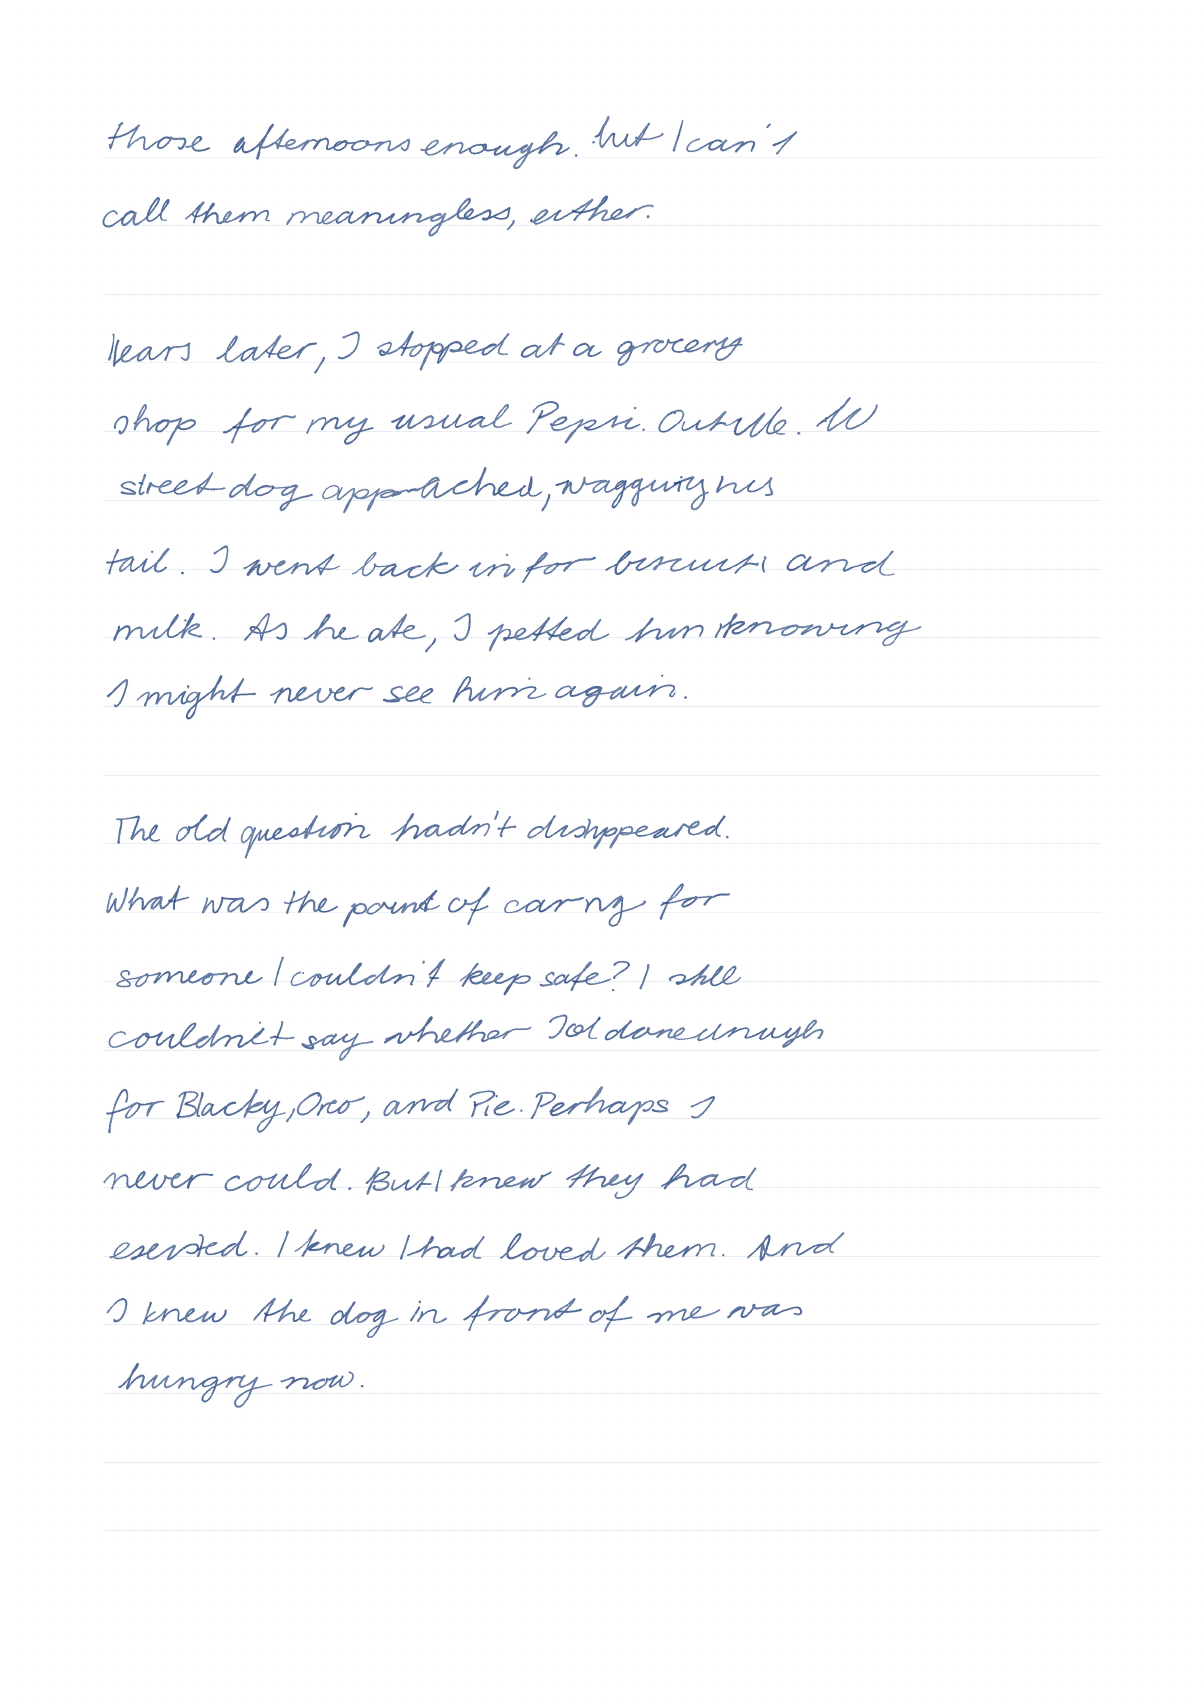 those afternoons enough. but I can't
call them meaningless, either.
Years later, I stopped at a grocery
shop for my usual Pepsi. Outside.
street dog approached, wagging his
tail. I went back in for biscuits and
milk. As he ate, I petted him knowing
I might never see him again.
The old question hadn't disappeared.
What was the point of caring for
someone I couldn't keep safe? I still
couldn't say whether I'd done enough
for Blacky, Oreo, and Pie. Perhaps I
never could. But I knew they had
existed. I knew I had loved them. And
I knew the dog in front of me was
hungry now.